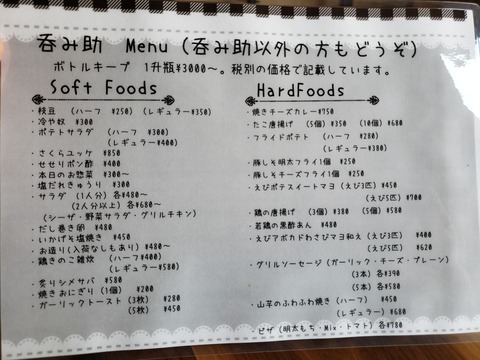 呑み助 Menu (呑み助以外の方もどうぞ)
ボトルキープ 1升瓶¥3000～。税別の価格で記載しています。
Soft Foods
・枝豆 (ハーフ ¥250) (レギュラー¥350)
・冷や奴 ¥300
・ポテトサラダ (ハーフ ¥300)
(レギュラー¥400)
・さくらユッケ ¥850
・せせりポン酢 ¥400
・本日のお惣菜 ¥300～
・塩だれきゅうり ¥300
・サラダ (1人分) 各¥480～
(2人分以上) 各¥680～
(シーザ・野菜サラダ・グリルチキン)
・だし巻き卵 ¥480
・いかげそ塩焼き ¥450
・お造り(入荷なしもあり) ¥480～
・鶏きのこ雑炊 (ハーフ¥400)
(レギュラー¥580)
・炙りシメサバ ¥580
・焼きおにぎり(1個) ¥200
・ガーリックトースト(3枚) ¥280
(5枚) ¥450
HardFoods
・焼きチーズカレー¥750
・たこ唐揚げ (5個) ¥350 (10個) ¥680
・フライドポテト (ハーフ ¥280)
(レギュラー ¥380)
・豚しそ明太フライ1個 ¥250
・豚しそチーズフライ1個 ¥250
・えびポテスイートマヨ(えび3匹) ¥450
(えび5匹) ¥700
・鶏の唐揚げ (3個) ¥380 (5個) ¥580
・若鶏の黒酢あん ¥480
・えびアボカドわさびマヨ和え (えび3匹) ¥400
(えび5匹) ¥620
・グリルソーセージ(ガーリック・チーズ・プレーン)
(3本) 各¥390
(5本) 各¥580
・山芋のふわふわ焼き(ハーフ) ¥450
(レギュラー) ¥680
・ピザ (明太もち・Mix・トマト) 各¥780